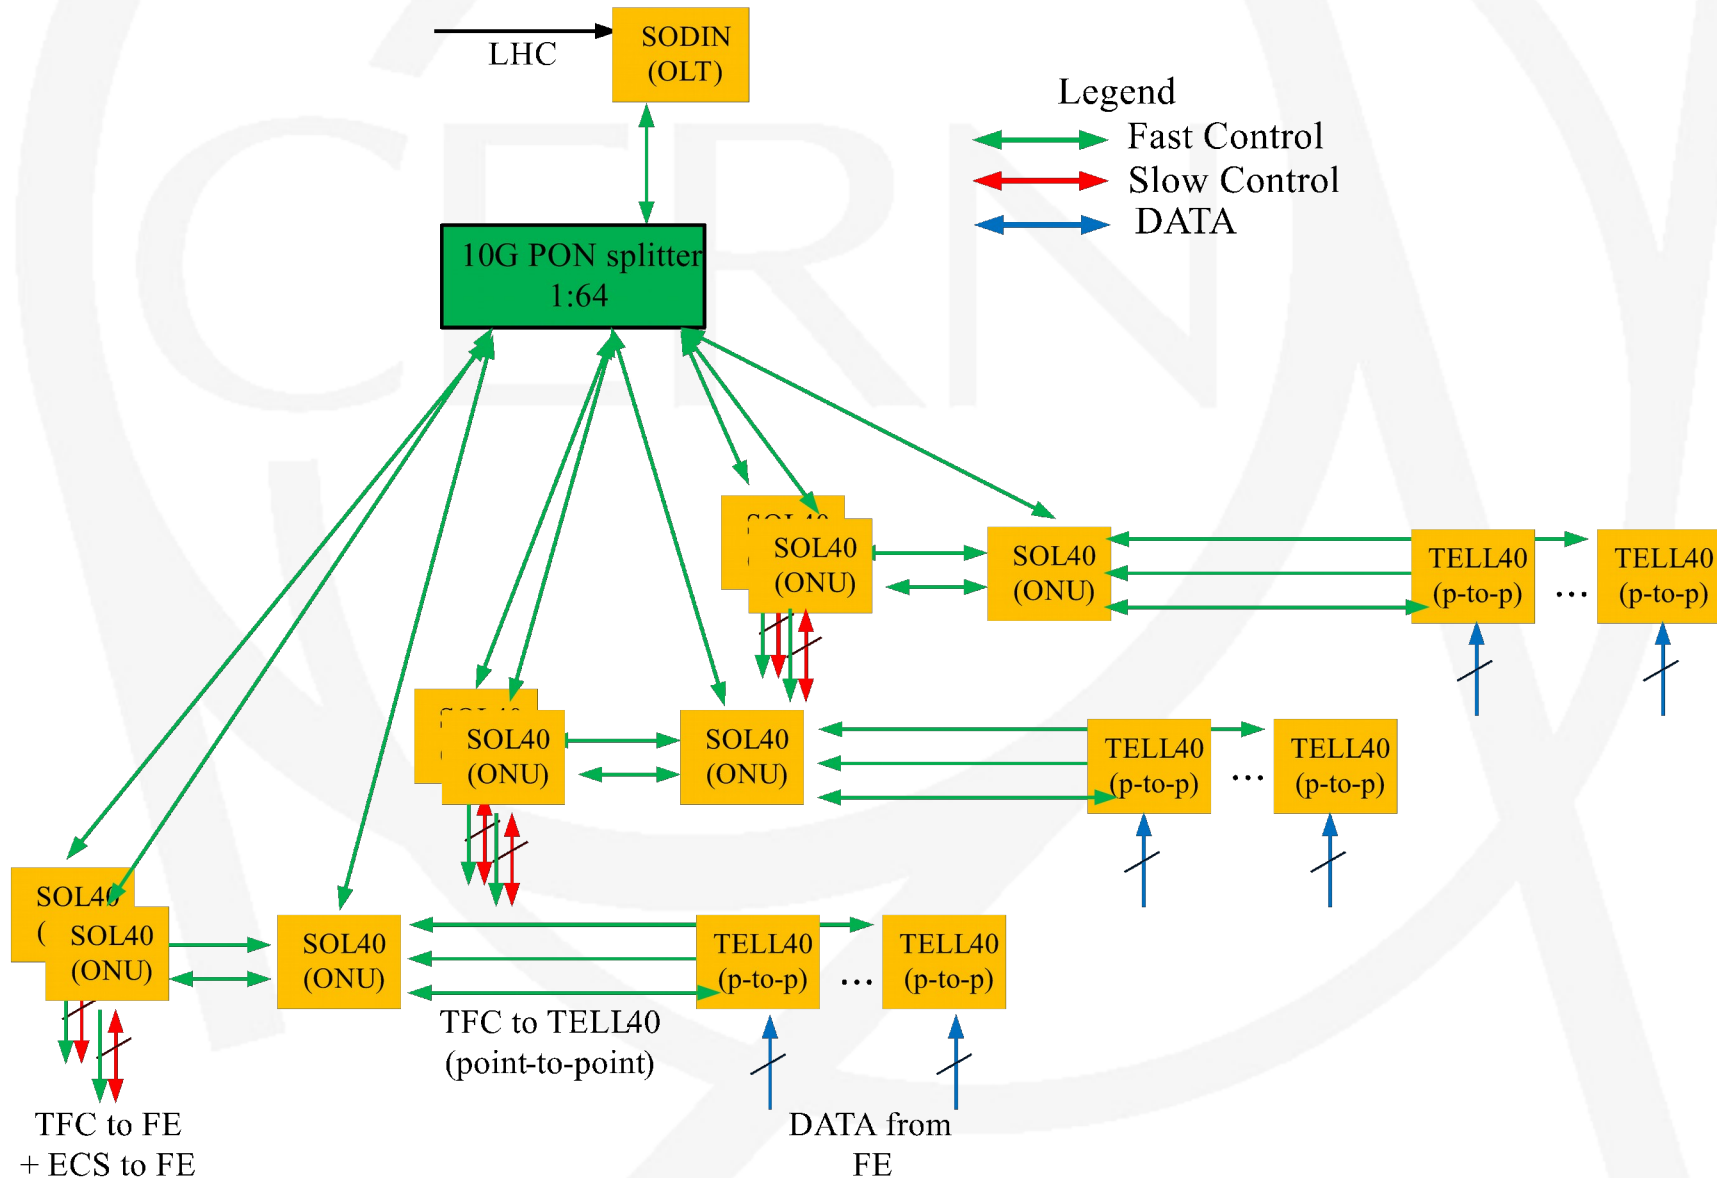 LHC
SODIN
(OLT)
Legend
Fast Control
Slow Control
DATA
10G PON splitter
1:64
CERN
SOL40
SOL40
(ONU)
SOL40
(ONU)
TELL40
(p-to-p)
...
TELL40
(p-to-p)
SOL40
(ONU)
SOL40
(ONU)
TELL40
(p-to-p)
...
TELL40
(p-to-p)
SOL40
(
SOL40
(ONU)
SOL40
(ONU)
TELL40
(p-to-p)
...
TELL40
(p-to-p)
TFC to TELL40
(point-to-point)
TFC to FE
+ ECS to FE
DATA from
FE